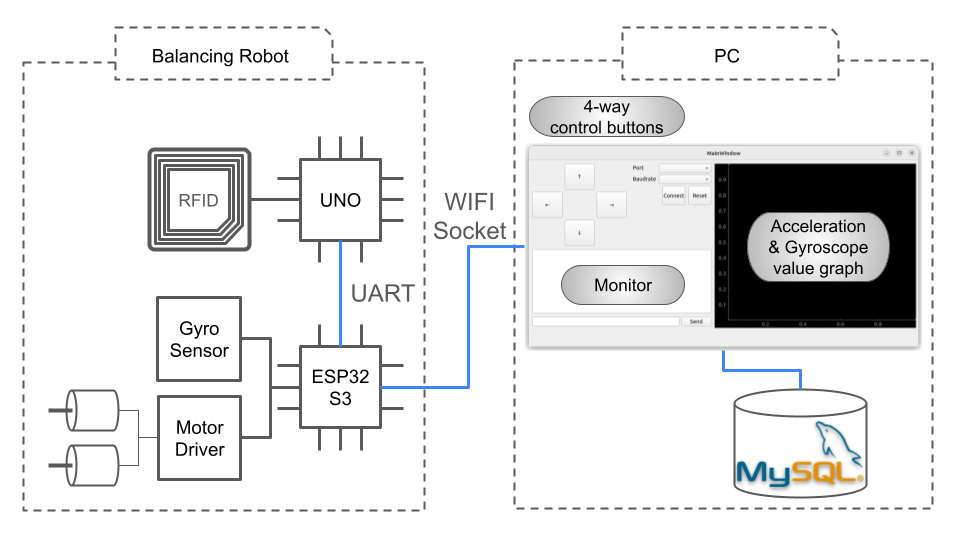 Balancing Robot
PC
4-way
control buttons
MainWindow
Port
Baudrate
Connect
Reset
↑
←
→
↓
0.9
0.8
0.7
0.6
0.5
0.4
0.3
0.2
0.1
0.2
0.4
0.6
0.8
Acceleration
& Gyroscope
value graph
Monitor
Send
RFID
UNO
WIFI
Socket
UART
Gyro
Sensor
ESP32
S3
Motor
Driver
MySQL®